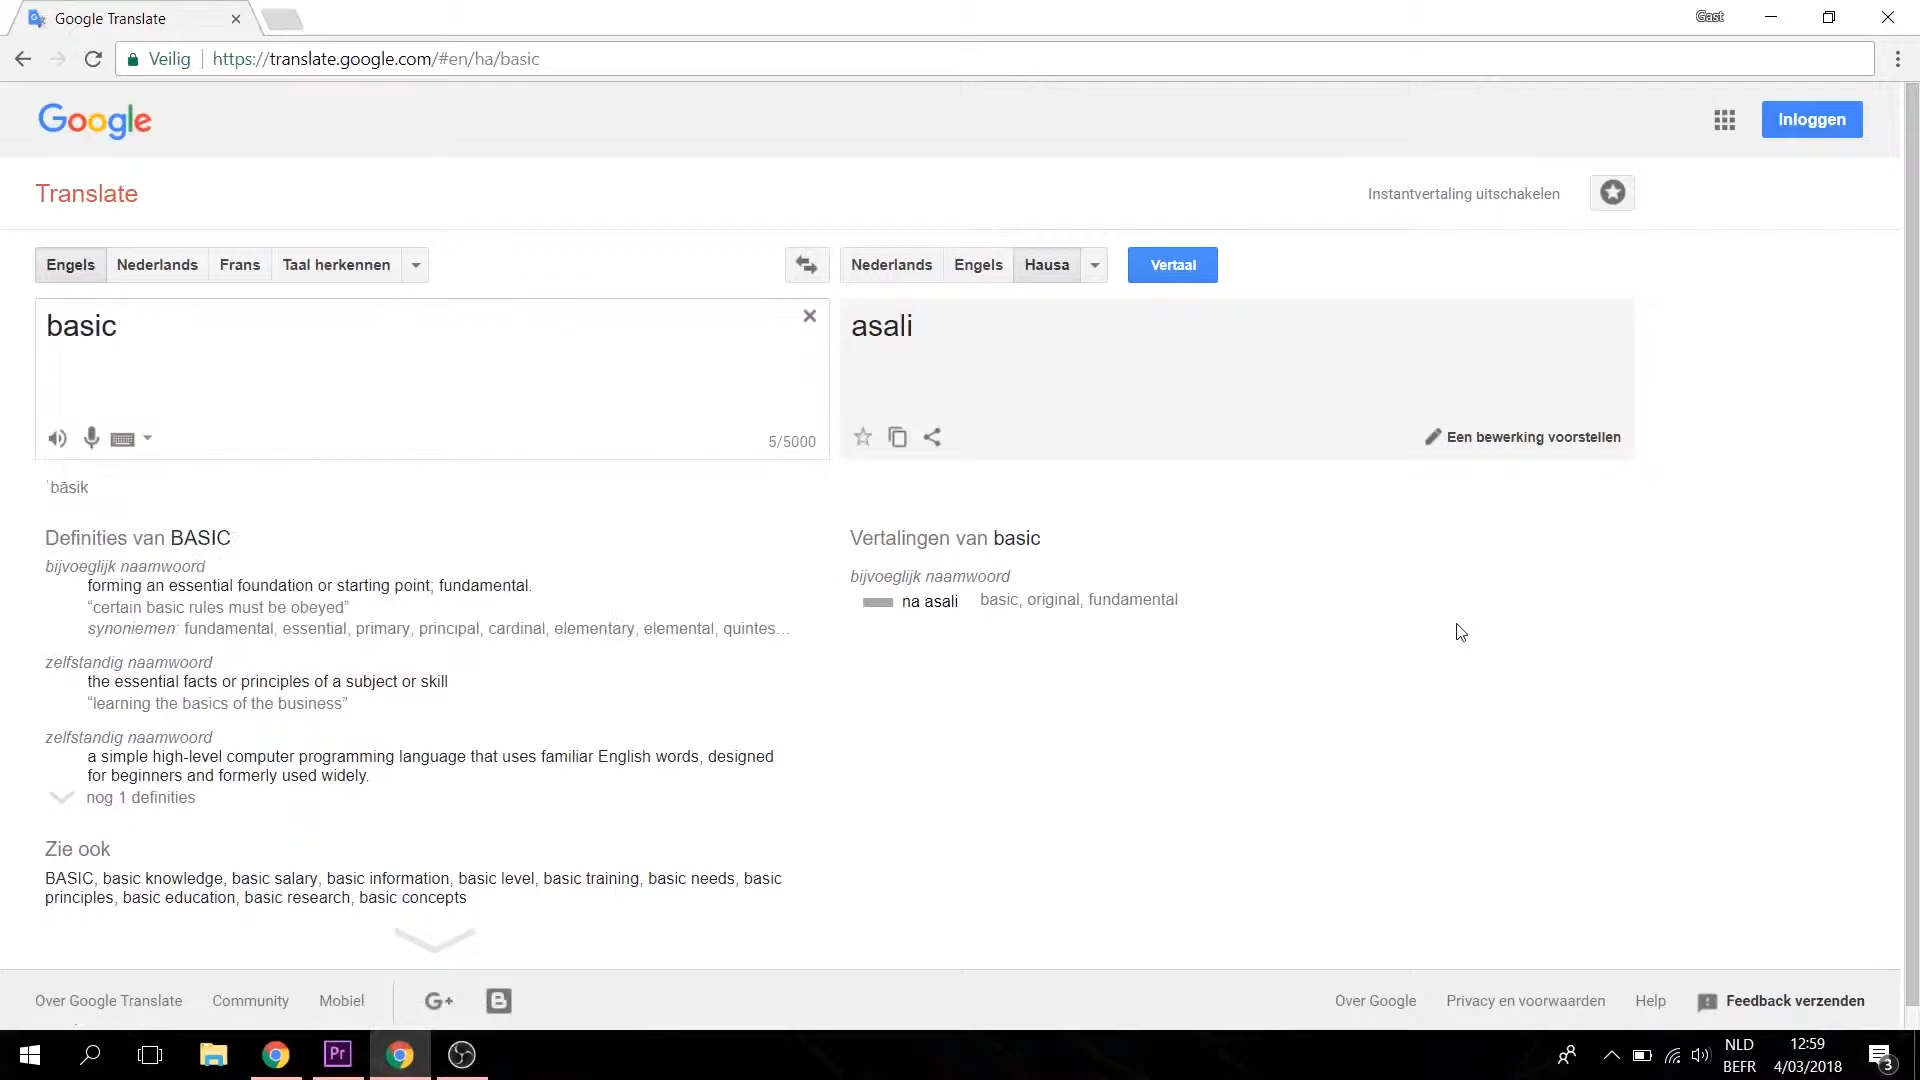 Google Translate
Gast
Veilig
https://translate.google.com/#en/ha/basic
Google
Inloggen
Translate
Instantvertaling uitschakelen
Engels Nederlands Frans Taal herkennen
Nederlands Engels Hausa
Vertaal
basic
asali
5/5000
Een bewerking voorstellen
ˈbāsik
Definities van BASIC
bijvoeglijk naamwoord
forming an essential foundation or starting point; fundamental.
“certain basic rules must be obeyed”
synoniemen: fundamental, essential, primary, principal, cardinal, elementary, elemental, quintes...
zelfstandig naamwoord
the essential facts or principles of a subject or skill
“learning the basics of the business”
zelfstandig naamwoord
a simple high-level computer programming language that uses familiar English words, designed
for beginners and formerly used widely.
nog 1 definities
Vertalingen van basic
bijvoeglijk naamwoord
na asali basic, original, fundamental
Zie ook
BASIC, basic knowledge, basic salary, basic information, basic level, basic training, basic needs, basic
principles, basic education, basic research, basic concepts
Over Google Translate Community Mobiel G+ B
Over Google Privacy en voorwaarden Help Feedback verzenden
Pr
NLD
BEFR
12:59
4/03/2018
3